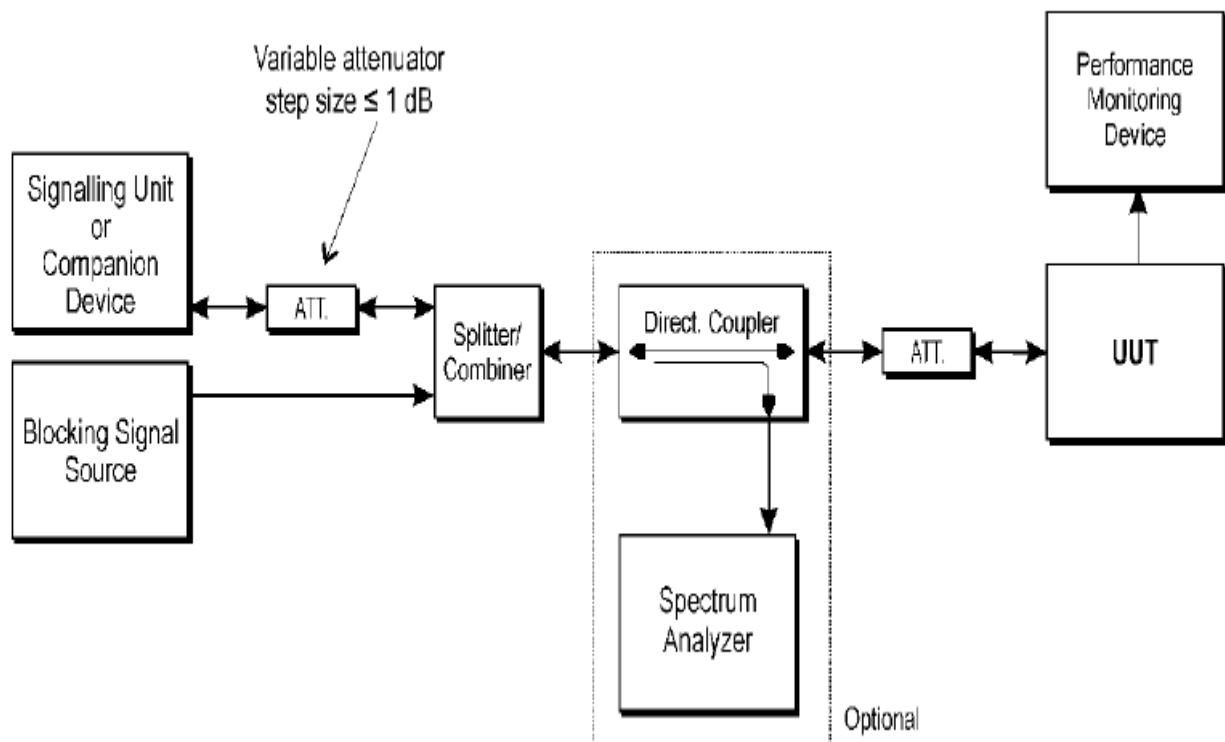 Variable attenuator
step size ≤ 1 dB
Signalling Unit
or
Companion
Device
ATT.
Blocking Signal
Source
Splitter/
Combiner
Direct. Coupler
Spectrum
Analyzer
Optional
ATT.
Performance
Monitoring
Device
UUT